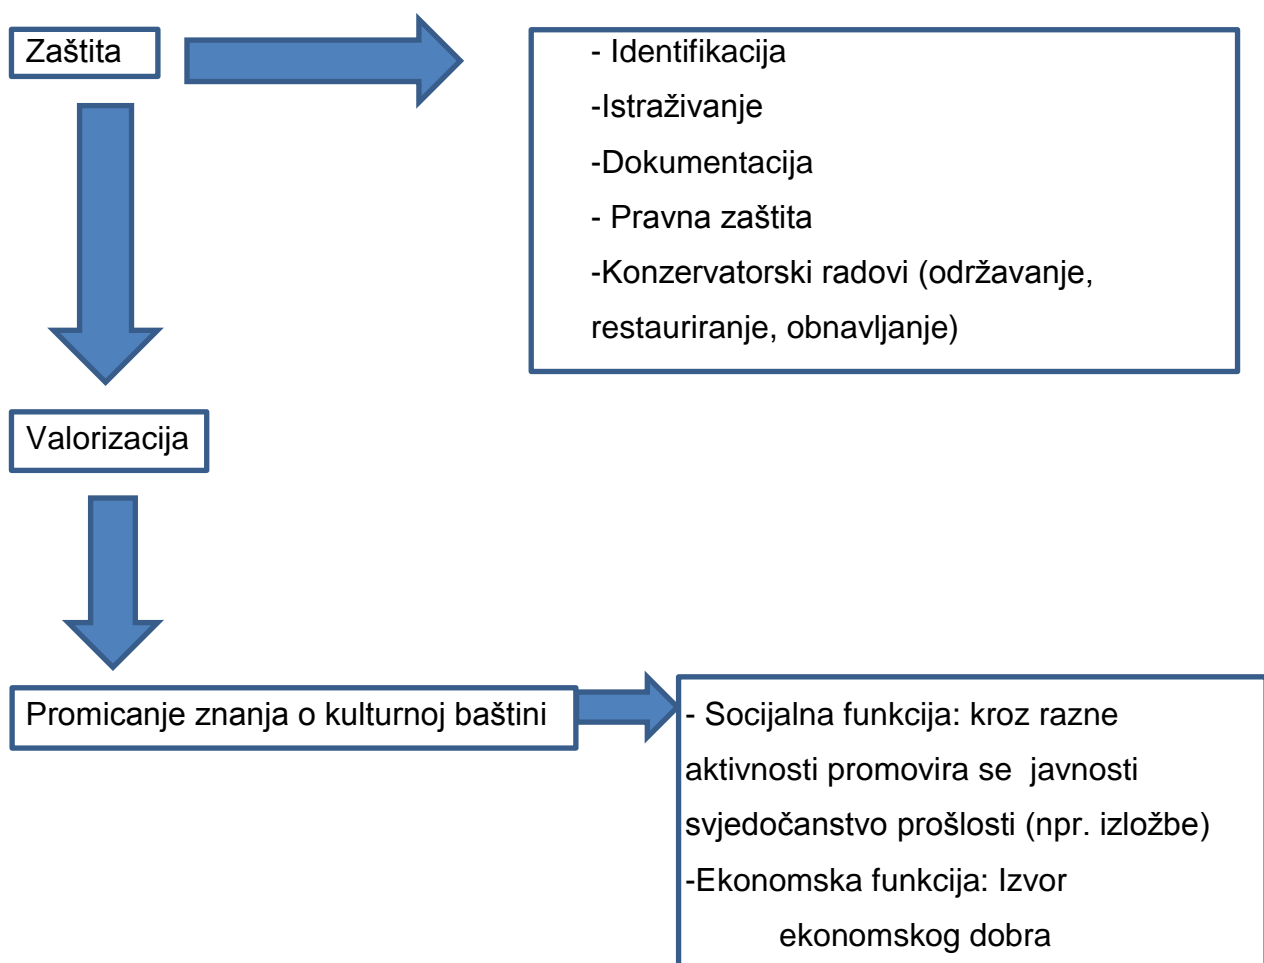 Zaštita
- Identifikacija
-Istraživanje
-Dokumentacija
- Pravna zaštita
-Konzervatorski radovi (održavanje,
restauriranje, obnavljanje)
Valorizacija
Promicanje znanja o kulturnoj baštini
- Socijalna funkcija: kroz razne
aktivnosti promovira se  javnosti
svjedočanstvo prošlosti (npr. izložbe)
-Ekonomska funkcija: Izvor
ekonomskog dobra